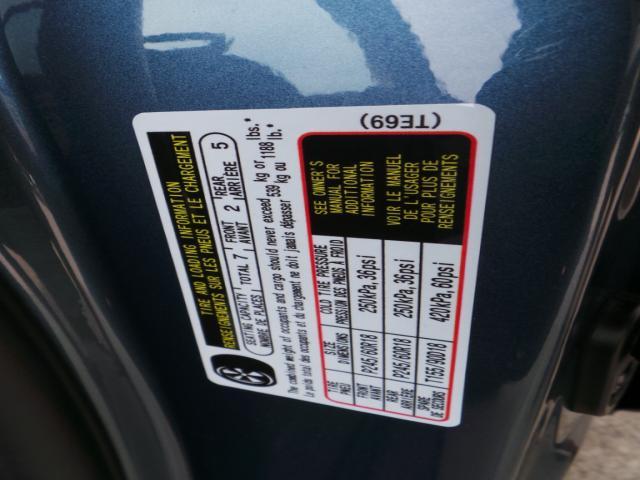 TIRE AND LOADING INFORMATION
RENSEIGNEMENTS SUR LES PNEUS ET LE CHARGEMENT
SEATING CAPACITY TOTAL 7 FRONT 2 REAR 5
NOMBRE DE PLACES AVANT ARRIÈRE
The combined weight of occupants and cargo should never exceed 539 kg or 1188 lbs.*
Le poids total des occupants et du chargement ne doit jamais dépasser kg ou lb.*
TIRE SIZE COLD TIRE PRESSURE SEE OWNER'S MANUAL FOR ADDITIONAL INFORMATION
PNEU DIMENSIONS PRESSION DES PNEUS À FROID
FRONT P245/60R18 250kPa, 36psi
AVANT
REAR P245/60R18 250kPa, 36psi VOIR LE MANUEL DE L'USAGER POUR PLUS DE RENSEIGNEMENTS
ARRIÈRE
SPARE T165/90D18 420kPa, 60psi
DE SECOURS
(TE69)